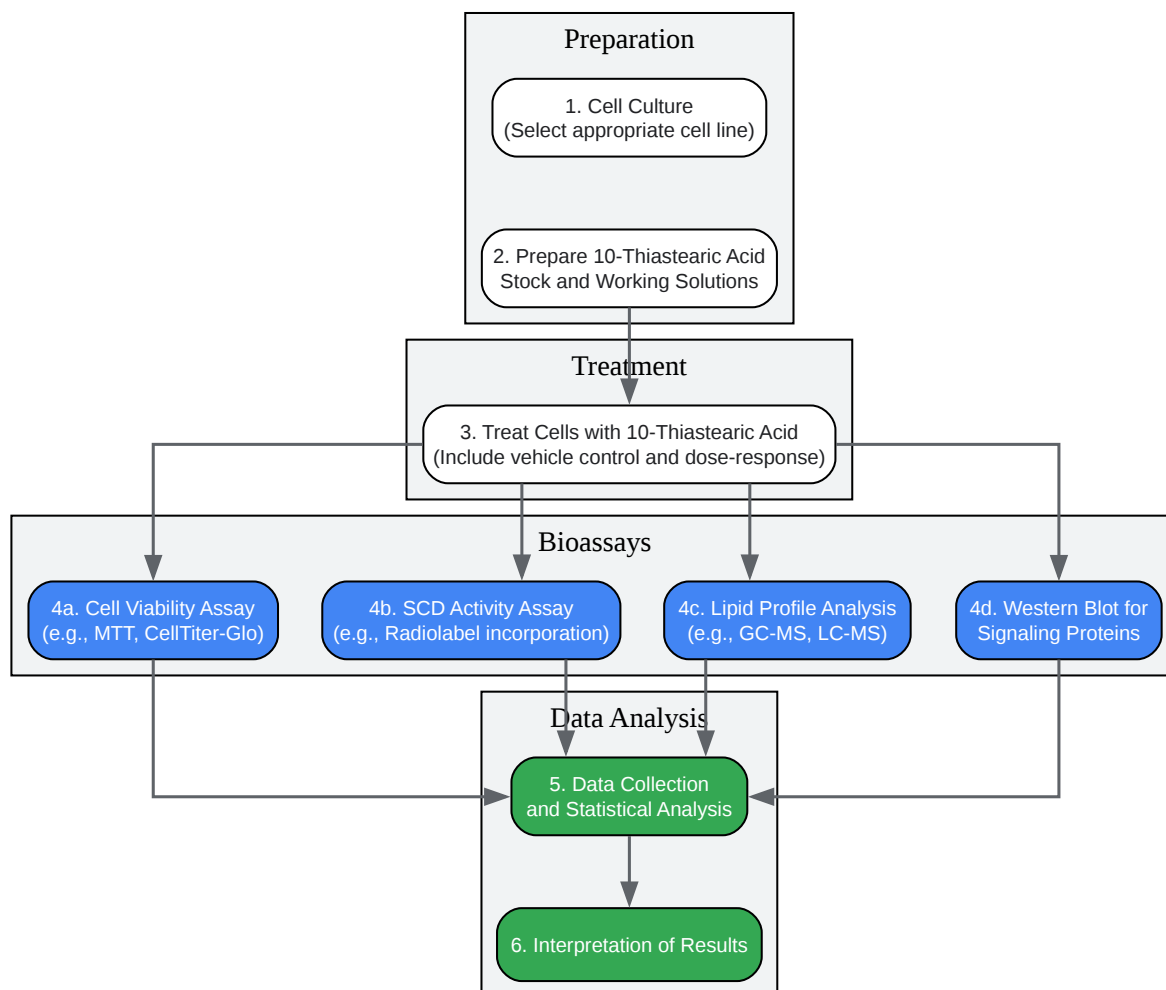 Preparation
1. Cell Culture
(Select appropriate cell line)
2. Prepare 10-Thiastearic Acid
Stock and Working Solutions
Treatment
3. Treat Cells with 10-Thiastearic Acid
(Include vehicle control and dose-response)
Bioassays
4a. Cell Viability Assay
(e.g., MTT, CellTiter-Glo)
4b. SCD Activity Assay
(e.g., Radiolabel incorporation)
4c. Lipid Profile Analysis
(e.g., GC-MS, LC-MS)
4d. Western Blot for
Signaling Proteins
Data Analysis
5. Data Collection
and Statistical Analysis
6. Interpretation of Results